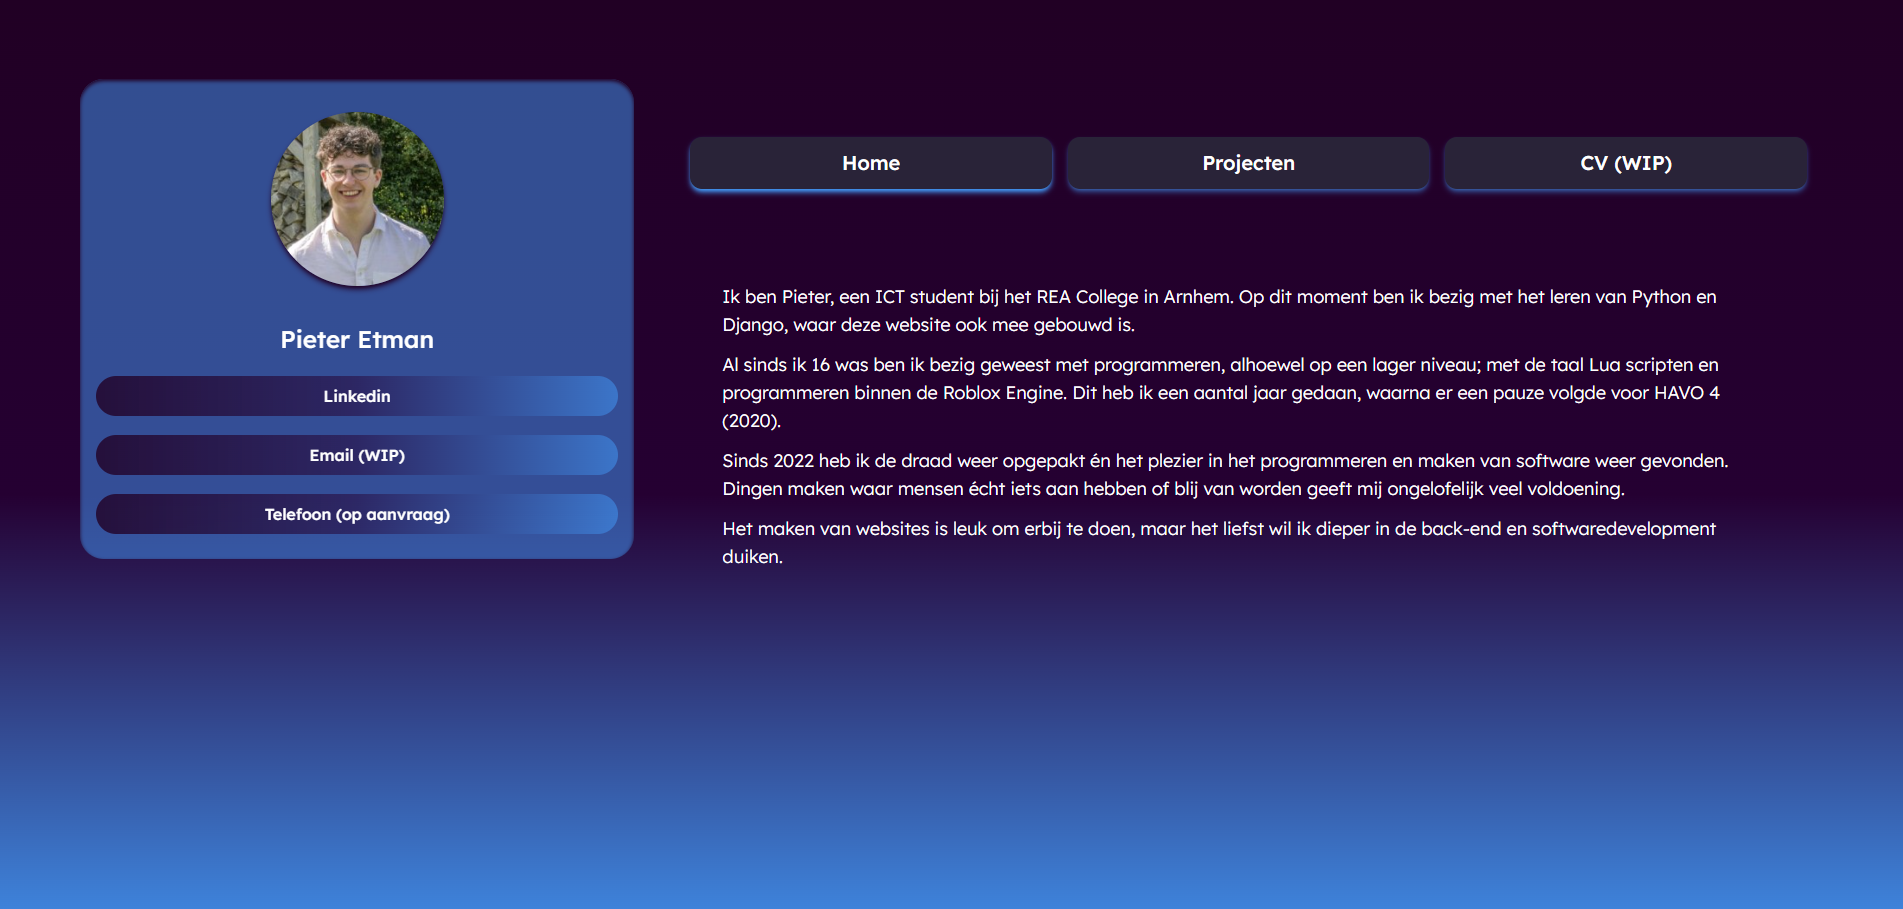 Pieter Etman
Linkedin
Email (WIP)
Telefoon (op aanvraag)
Home
Projecten
CV (WIP)
Ik ben Pieter, een ICT student bij het REA College in Arnhem. Op dit moment ben ik bezig met het leren van Python en
Django, waar deze website ook mee gebouwd is.
Al sinds ik 16 was ben ik bezig geweest met programmeren, alhoewel op een lager niveau; met de taal Lua scripten en
programmeren binnen de Roblox Engine. Dit heb ik een aantal jaar gedaan, waarna er een pauze volgde voor HAVO 4
(2020).
Sinds 2022 heb ik de draad weer opgepakt én het plezier in het programmeren en maken van software weer gevonden.
Dingen maken waar mensen écht iets aan hebben of blij van worden geeft mij ongelofelijk veel voldoening.
Het maken van websites is leuk om erbij te doen, maar het liefst wil ik dieper in de back-end en softwaredevelopment
duiken.